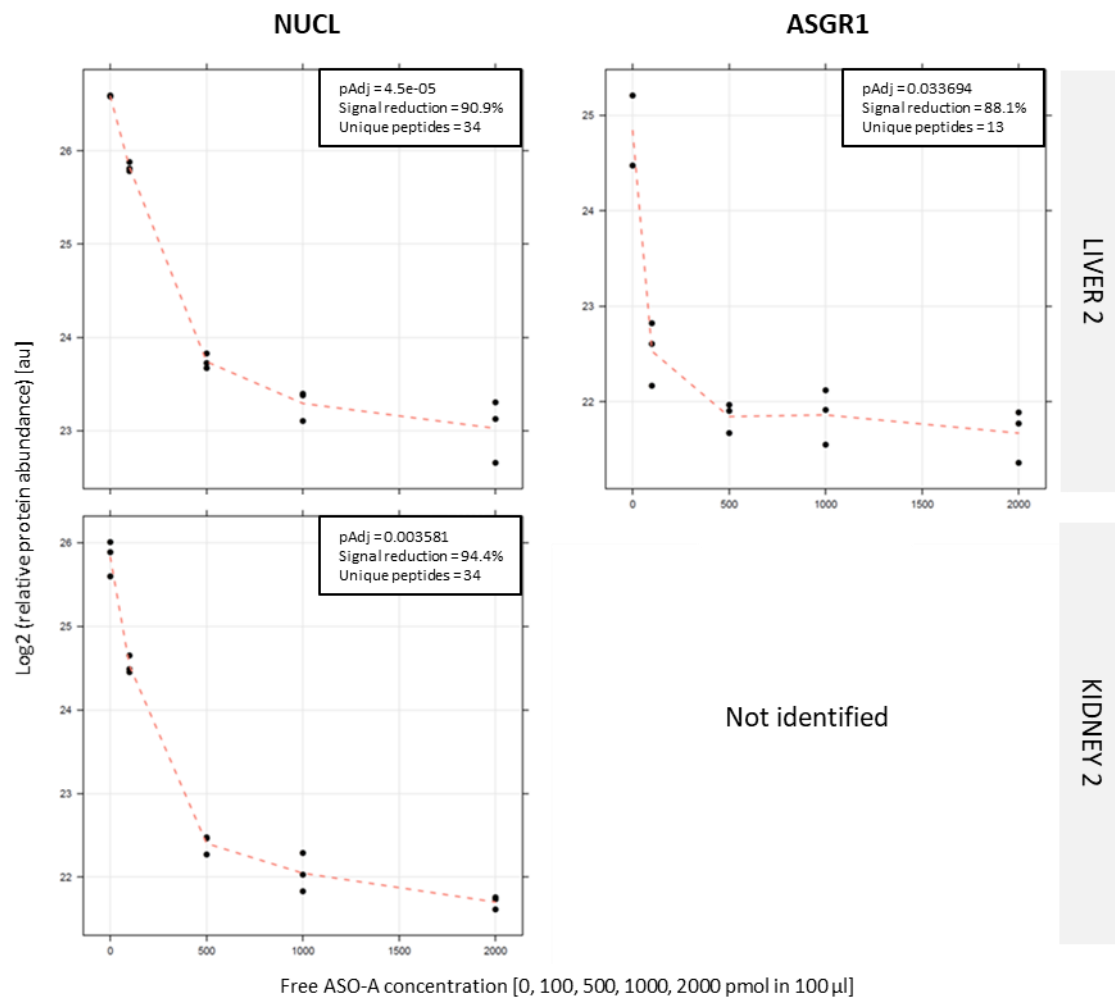 NUCL
ASGR1
pAdj = 4.5e-05
Signal reduction = 90.9%
Unique peptides = 34
26
25
24
23
pAdj = 0.033694
Signal reduction = 88.1%
Unique peptides = 13
25
24
23
22
0 500 1000 1500 2000
LIVER 2
Log2 (relative protein abundance) [au]
pAdj = 0.003581
Signal reduction = 94.4%
Unique peptides = 34
26
25
24
23
22
0 500 1000 1500 2000
Not identified
KIDNEY 2
Free ASO-A concentration [0, 100, 500, 1000, 2000 pmol in 100 µl]